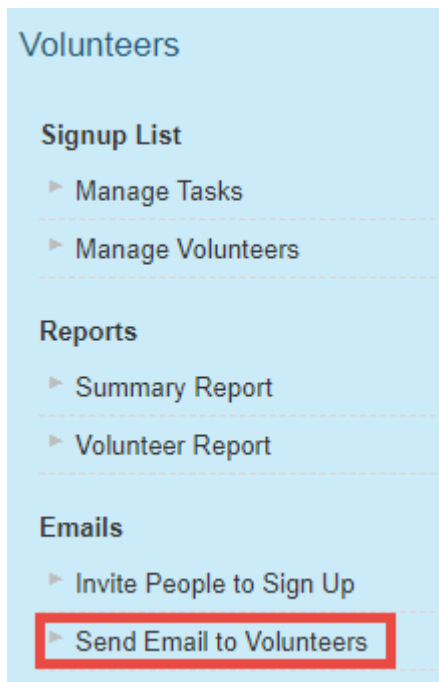 Volunteers
Signup List
Manage Tasks
Manage Volunteers
Reports
Summary Report
Volunteer Report
Emails
Invite People to Sign Up
Send Email to Volunteers